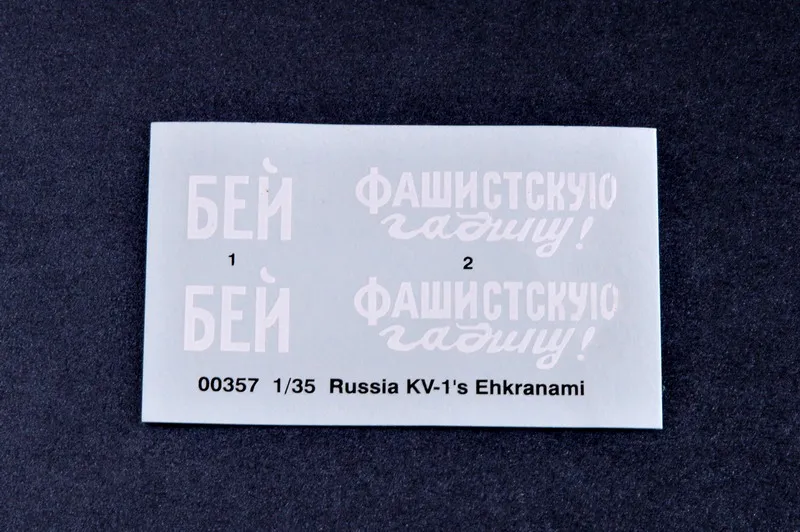 БЕЙ ФАШИСТСКУЮ
гадину!
1 2
БЕЙ ФАШИСТСКУЮ
гадину!
00357 1/35 Russia KV-1's Ehkranami